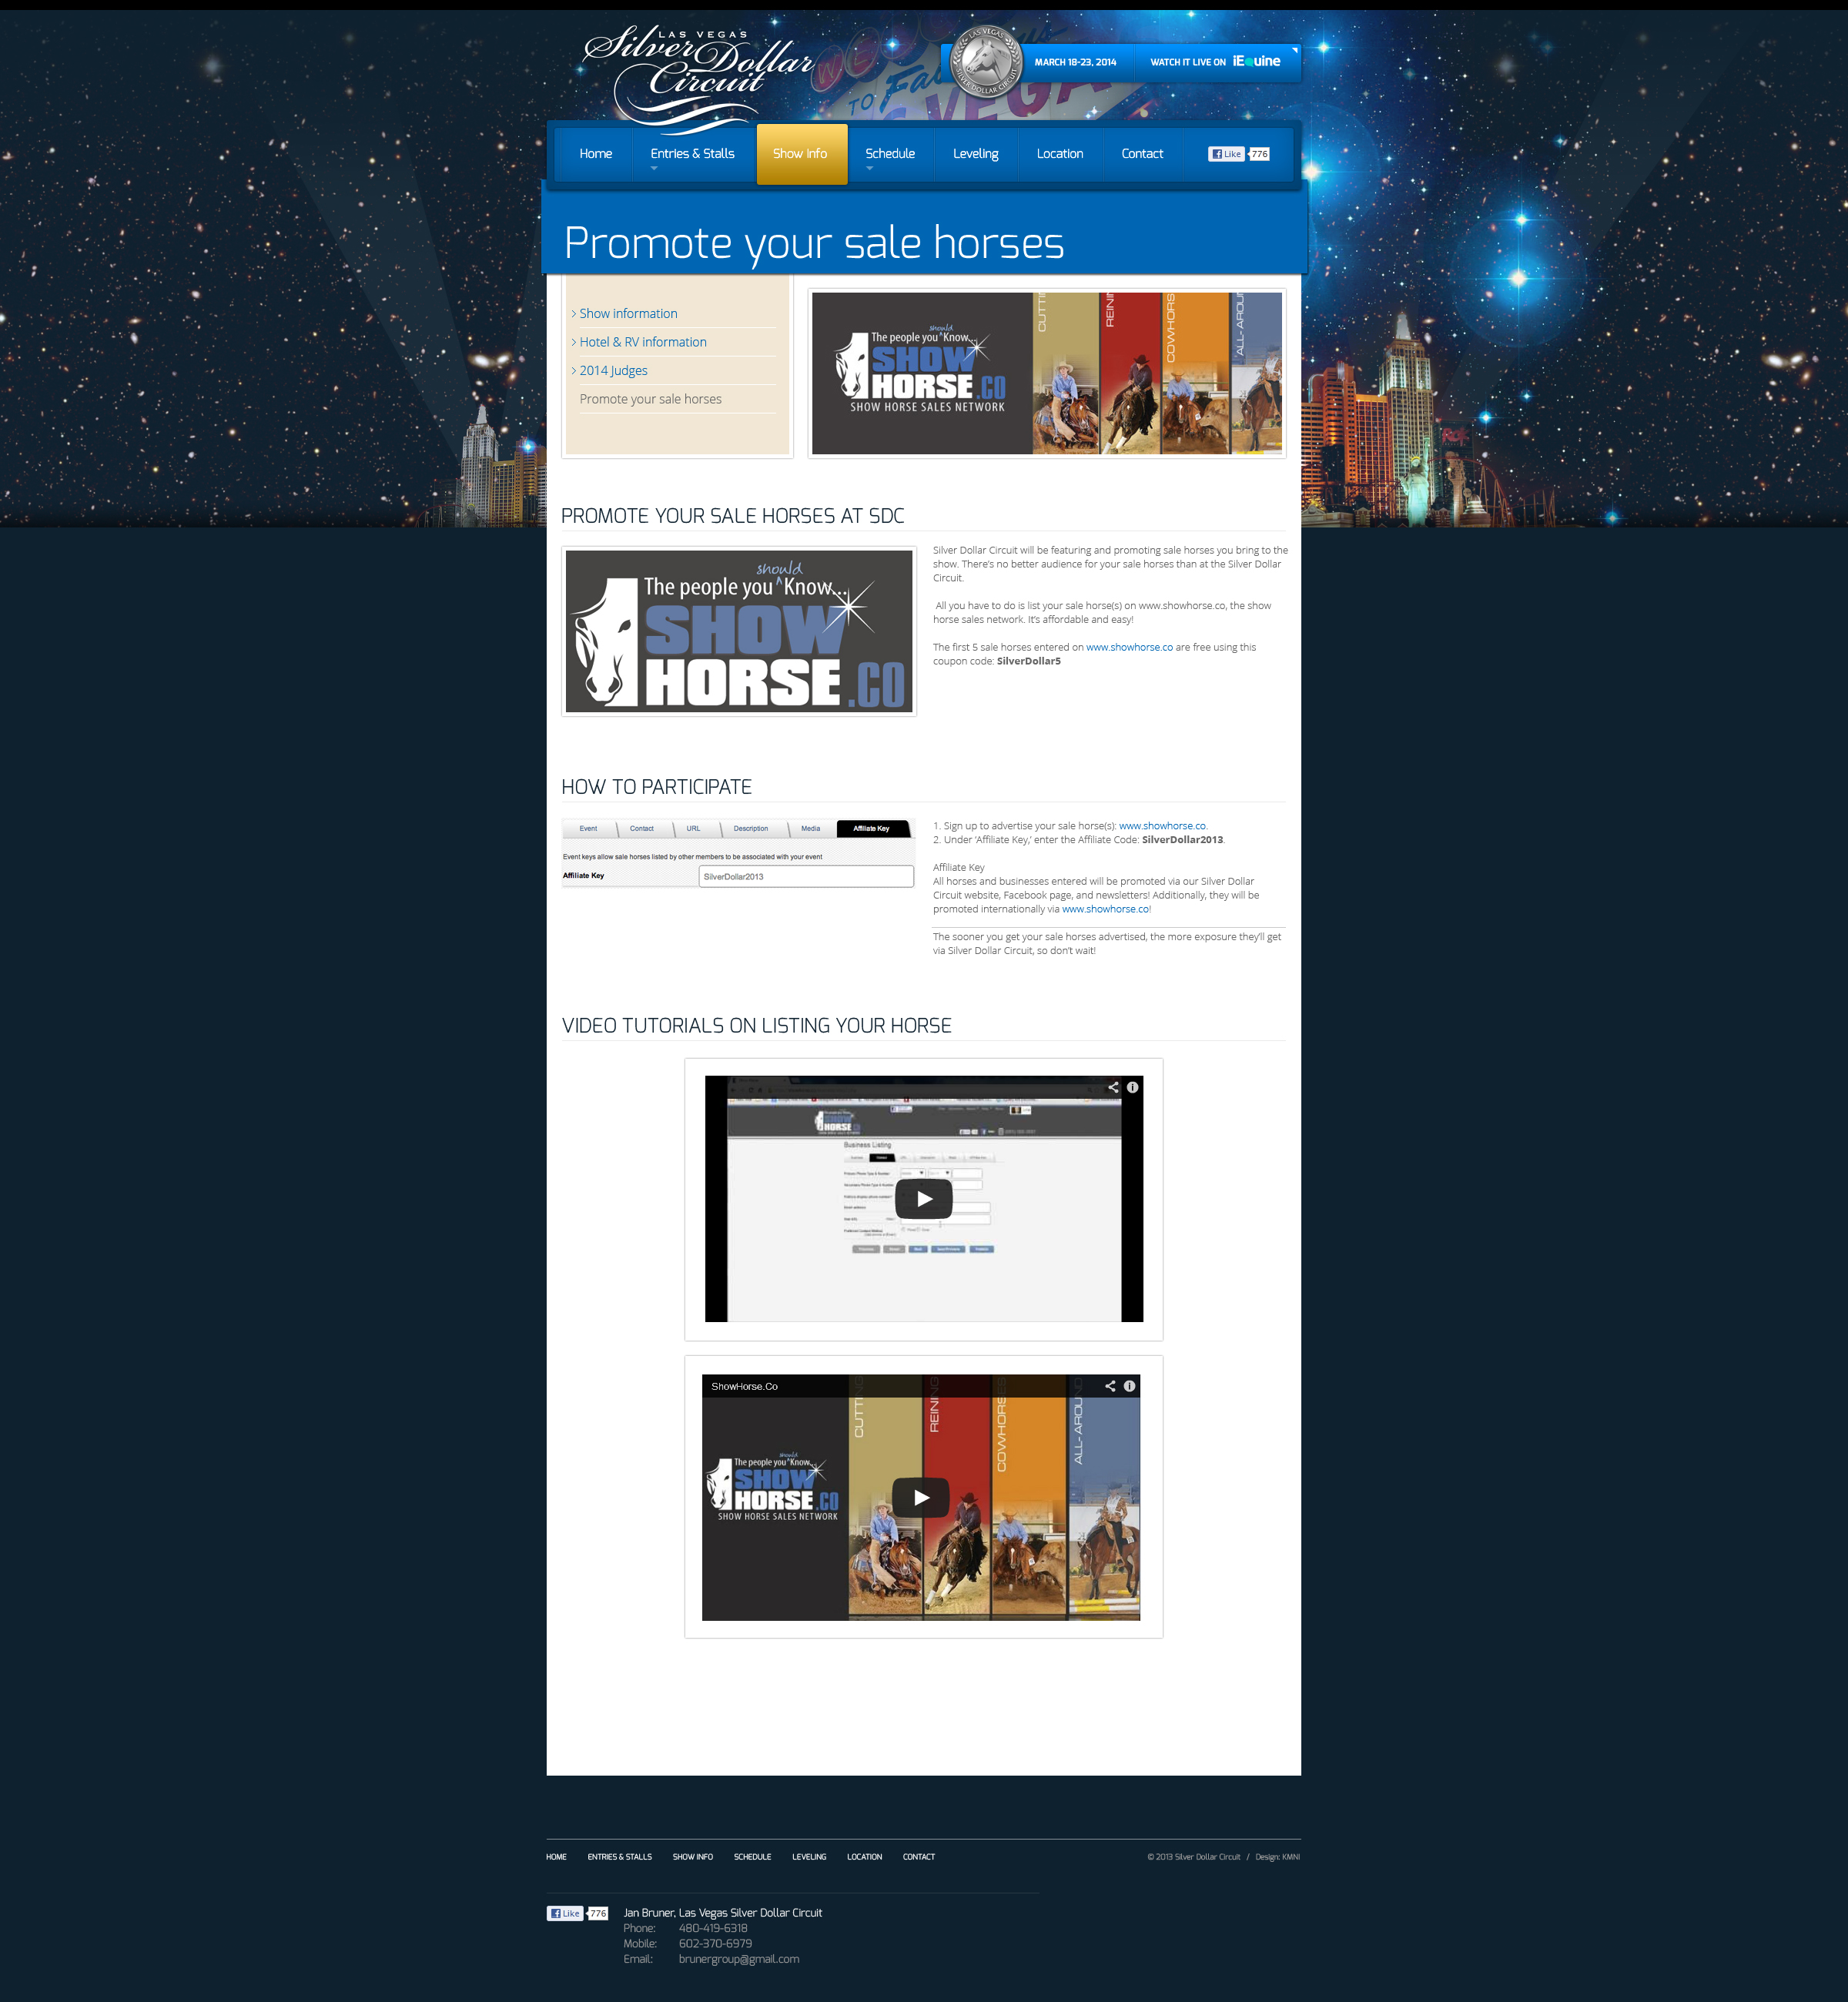 LAS VEGAS
Silver Dollar
Circuit
LAS VEGAS
SILVER DOLLAR CIRCUIT
MARCH 18-23, 2014
WATCH IT LIVE ON iEquine
Home
Entries & Stalls
Show Info
Schedule
Leveling
Location
Contact
Like
776
Promote your sale horses
Show information
Hotel & RV information
2014 Judges
Promote your sale horses
The people you should Know...
SHOW
HORSE.CO
SHOW HORSE SALES NETWORK
CUTTING
REINING
COWHORSES
ALL-AROUND
PROMOTE YOUR SALE HORSES AT SDC
The people you should Know...
SHOW
HORSE.CO
Silver Dollar Circuit will be featuring and promoting sale horses you bring to the
show. There's no better audience for your sale horses than at the Silver Dollar
Circuit.
All you have to do is list your sale horse(s) on www.showhorse.co, the show
horse sales network. It's affordable and easy!
The first 5 sale horses entered on www.showhorse.co are free using this
coupon code: SilverDollar5
HOW TO PARTICIPATE
Event Contact URL Description Media Affiliate Key
Event keys allow sale horses listed by other members to be associated with your event
Affiliate Key SilverDollar2013
1. Sign up to advertise your sale horse(s): www.showhorse.co.
2. Under 'Affiliate Key,' enter the Affiliate Code: SilverDollar2013.
Affiliate Key
All horses and businesses entered will be promoted via our Silver Dollar
Circuit website, Facebook page, and newsletters! Additionally, they will be
promoted internationally via www.showhorse.co!
The sooner you get your sale horses advertised, the more exposure they'll get
via Silver Dollar Circuit, so don't wait!
VIDEO TUTORIALS ON LISTING YOUR HORSE
SHOW
HORSE.CO
Business Listing
ShowHorse.Co
The people you should Know...
SHOW
HORSE.CO
SHOW HORSE SALES NETWORK
CUTTING
REINING
COWHORSES
ALL-AROUND
HOME ENTRIES & STALLS SHOW INFO SCHEDULE LEVELING LOCATION CONTACT
© 2013 Silver Dollar Circuit / Design: KMNI
Like 776
Jan Bruner, Las Vegas Silver Dollar Circuit
Phone: 480-419-6318
Mobile: 602-370-6979
Email: brunergroup@gmail.com